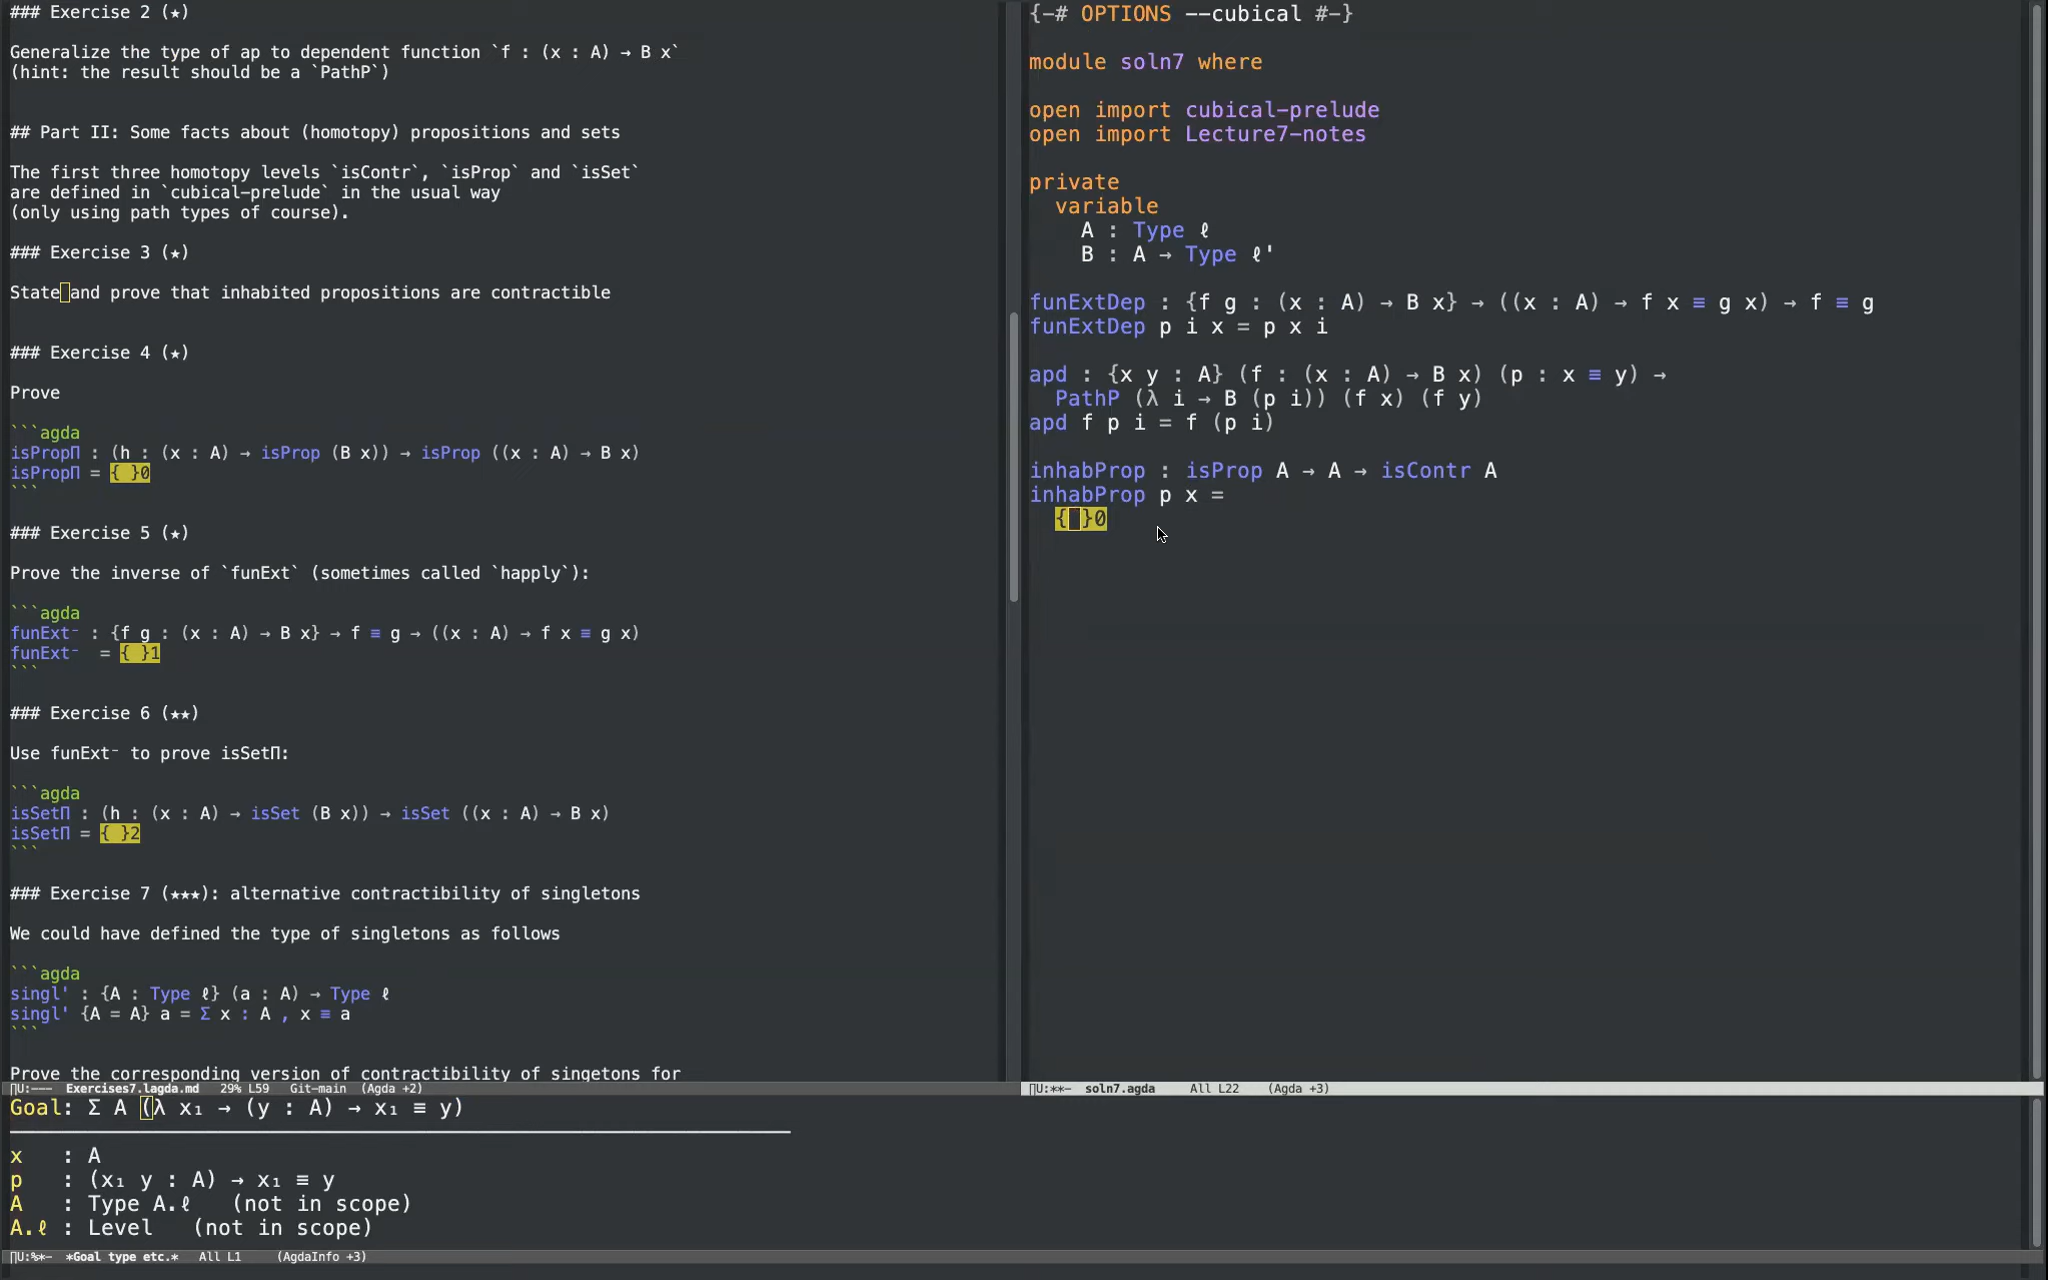 ### Exercise 2 (★)
Generalize the type of ap to dependent function `f : (x : A) → B x`
(hint: the result should be a `PathP`)
## Part II: Some facts about (homotopy) propositions and sets
The first three homotopy levels `isContr`, `isProp` and `isSet`
are defined in `cubical-prelude` in the usual way
(only using path types of course).
### Exercise 3 (★)
State and prove that inhabited propositions are contractible
### Exercise 4 (★)
Prove
```agda
isPropΠ : (h : (x : A) → isProp (B x)) → isProp ((x : A) → B x)
isPropΠ = { }0
```
### Exercise 5 (★)
Prove the inverse of `funExt` (sometimes called `happly`):
```agda
funExt⁻ : {f g : (x : A) → B x} → f ≡ g → ((x : A) → f x ≡ g x)
funExt⁻  = { }1
```
### Exercise 6 (★★)
Use funExt⁻ to prove isSetΠ:
```agda
isSetΠ : (h : (x : A) → isSet (B x)) → isSet ((x : A) → B x)
isSetΠ = { }2
```
### Exercise 7 (★★★): alternative contractibility of singletons
We could have defined the type of singletons as follows
```agda
singl' : {A : Type ℓ} (a : A) → Type ℓ
singl' {A = A} a = Σ x : A , x ≡ a
```
Prove the corresponding version of contractibility of singetons for
∏U:--- Exercises7.lagda.md 29% L59 Git-main (Agda +2)
{-# OPTIONS --cubical #-}
module soln7 where
open import cubical-prelude
open import Lecture7-notes
private
variable
A : Type ℓ
B : A → Type ℓ'
funExtDep : {f g : (x : A) → B x} → ((x : A) → f x ≡ g x) → f ≡ g
funExtDep p i x = p x i
apd : {x y : A} (f : (x : A) → B x) (p : x ≡ y) →
PathP (λ i → B (p i)) (f x) (f y)
apd f p i = f (p i)
inhabProp : isProp A → A → isContr A
inhabProp p x =
{ }0
∏U:**- soln7.agda All L22 (Agda +3)
Goal: Σ A (λ x₁ → (y : A) → x₁ ≡ y)
x : A
p : (x₁ y : A) → x₁ ≡ y
A : Type A.ℓ (not in scope)
A.ℓ : Level (not in scope)
∏U:%*- *Goal type etc.* All L1 (AgdaInfo +3)